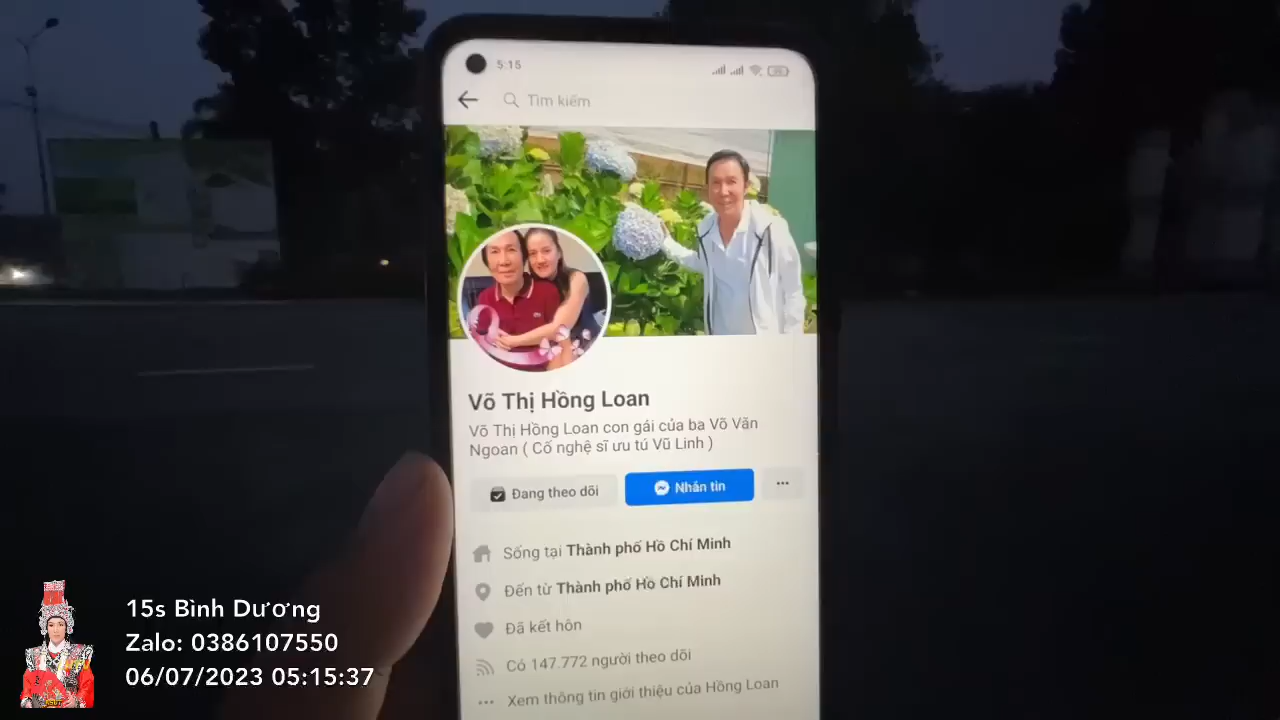 5:15
Tìm kiếm
Võ Thị Hồng Loan
Võ Thị Hồng Loan con gái của ba Võ Văn
Ngoan ( Cố nghệ sĩ ưu tú Vũ Linh )
Đang theo dõi
Nhắn tin
Sống tại Thành phố Hồ Chí Minh
Đến từ Thành phố Hồ Chí Minh
Đã kết hôn
Có 147.772 người theo dõi
Xem thông tin giới thiệu của Hồng Loan
15s Bình Dương
Zalo: 0386107550
06/07/2023 05:15:37